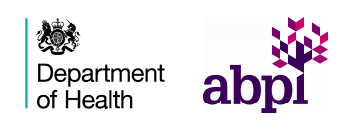 Department
of Health
abpi